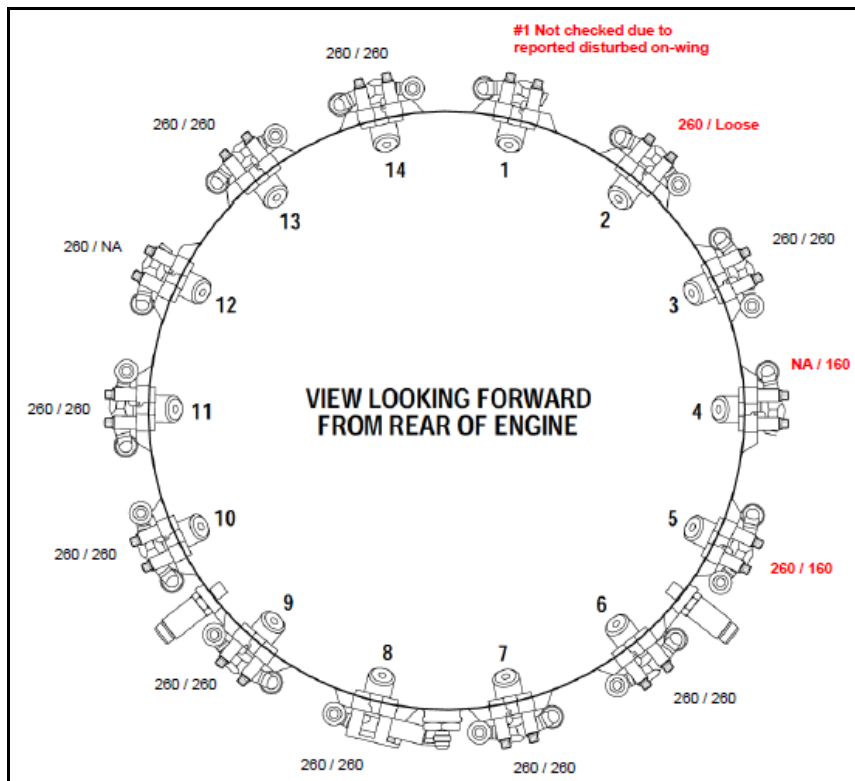 #1 Not checked due to
reported disturbed on-wing
260 / 260
260 / 260
260 / Loose
14
1
13
2
260 / NA
260 / 260
12
3
NA / 160
260 / 260
11
VIEW LOOKING FORWARD
FROM REAR OF ENGINE
4
10
5
260 / 260
260 / 160
9
6
8
7
260 / 260
260 / 260
260 / 260
260 / 260